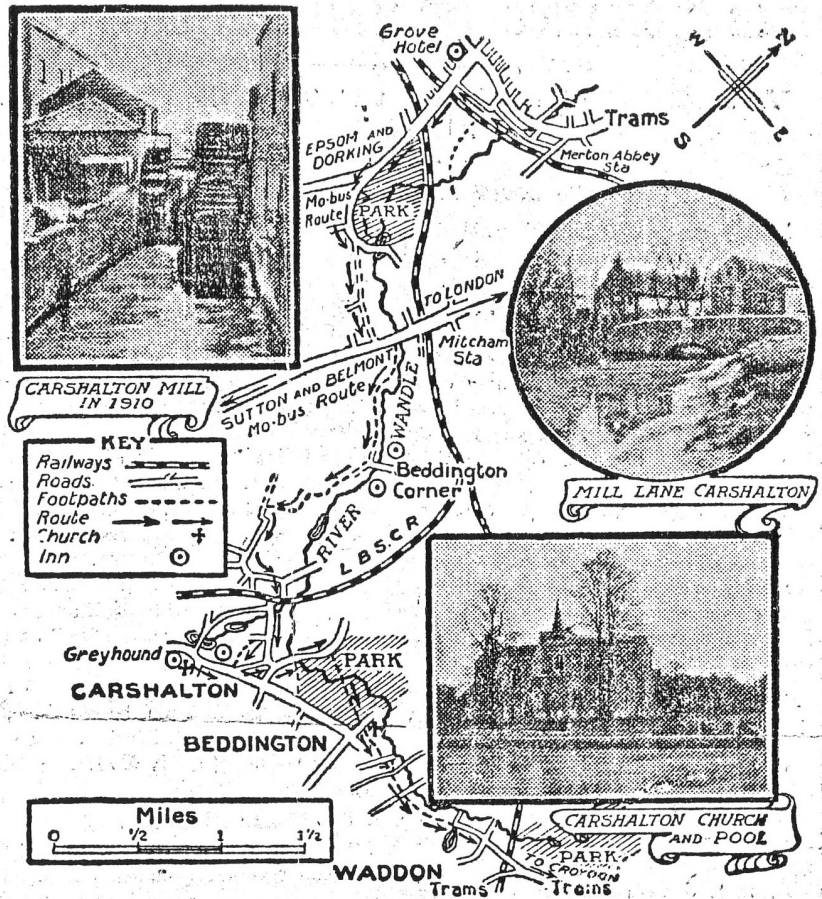 Grove
Hotel
W
N
S
E
Trams
Merton Abbey
Sta
EPSOM AND
DORKING
Mo-bus
Route
PARK
TO LONDON
Mitcham
Sta
SUTTON AND BELMONT
Mo-bus Route
WANDLE
RIVER
Beddington
Corner
L.B.S.C.R
CARSHALTON MILL
IN 1910
KEY
Railways
Roads
Footpaths
Route
Church
Inn
MILL LANE CARSHALTON
Greyhound
CARSHALTON
PARK
BEDDINGTON
Miles
0 1/2 1 1 1/2
WADDON
Trams
TO CROYDON
PARK
Trains
CARSHALTON CHURCH
AND POOL